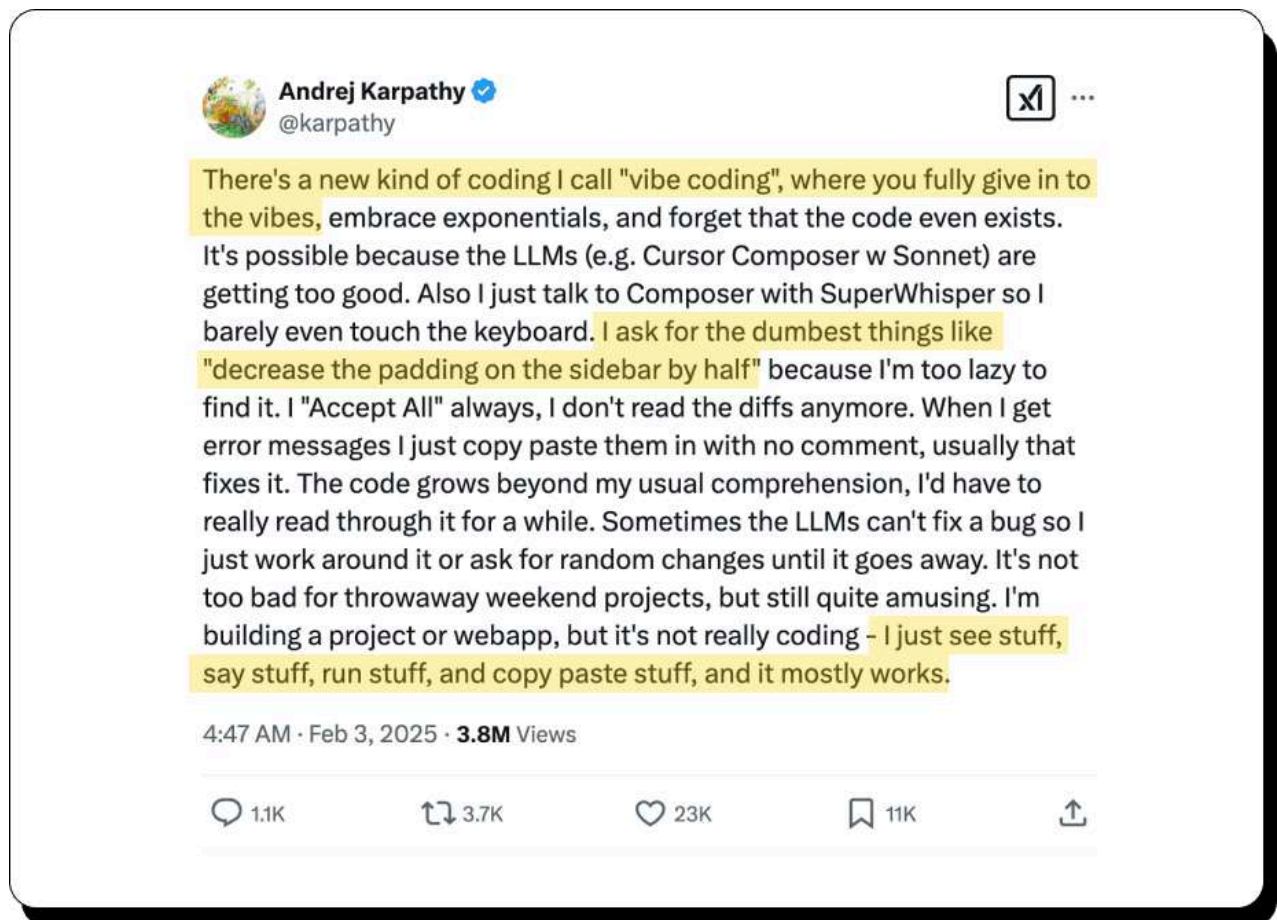 Andrej Karpathy
@karpathy
There's a new kind of coding I call "vibe coding", where you fully give in to
the vibes, embrace exponentials, and forget that the code even exists.
It's possible because the LLMs (e.g. Cursor Composer w Sonnet) are
getting too good. Also I just talk to Composer with SuperWhisper so I
barely even touch the keyboard. I ask for the dumbest things like
"decrease the padding on the sidebar by half" because I'm too lazy to
find it. I "Accept All" always, I don't read the diffs anymore. When I get
error messages I just copy paste them in with no comment, usually that
fixes it. The code grows beyond my usual comprehension, I'd have to
really read through it for a while. Sometimes the LLMs can't fix a bug so I
just work around it or ask for random changes until it goes away. It's not
too bad for throwaway weekend projects, but still quite amusing. I'm
building a project or webapp, but it's not really coding - I just see stuff,
say stuff, run stuff, and copy paste stuff, and it mostly works.
4:47 AM · Feb 3, 2025 · 3.8M Views
1.1K 3.7K 23K 11K